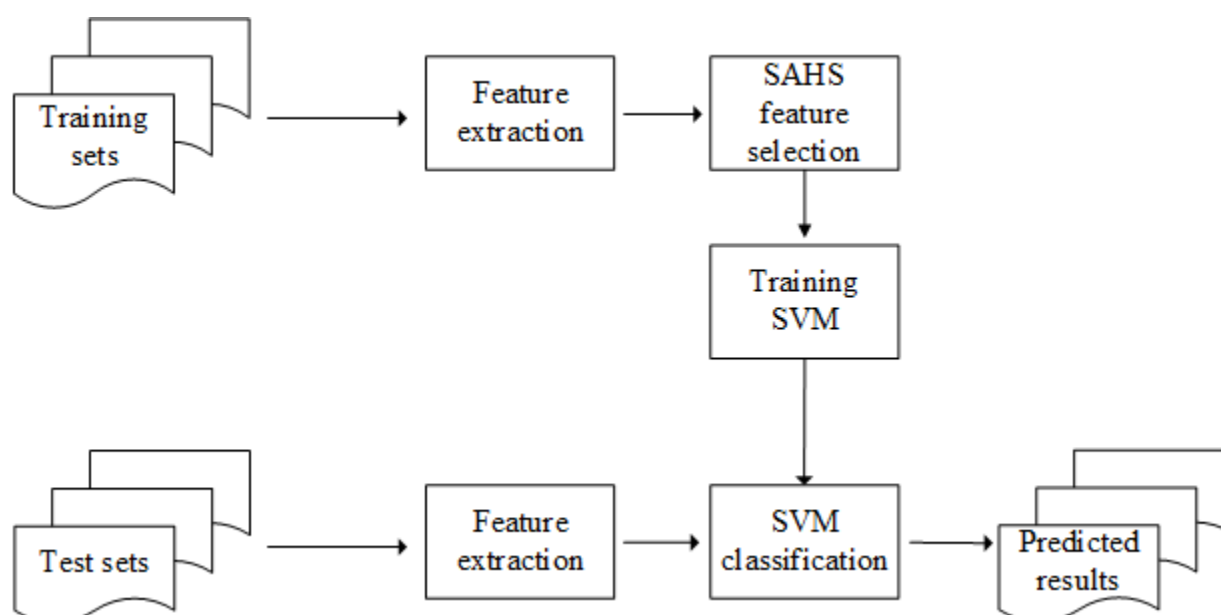 Training
sets
Feature
extraction
SAHS
feature
selection
Training
SVM
Test sets
Feature
extraction
SVM
classification
Predicted
results